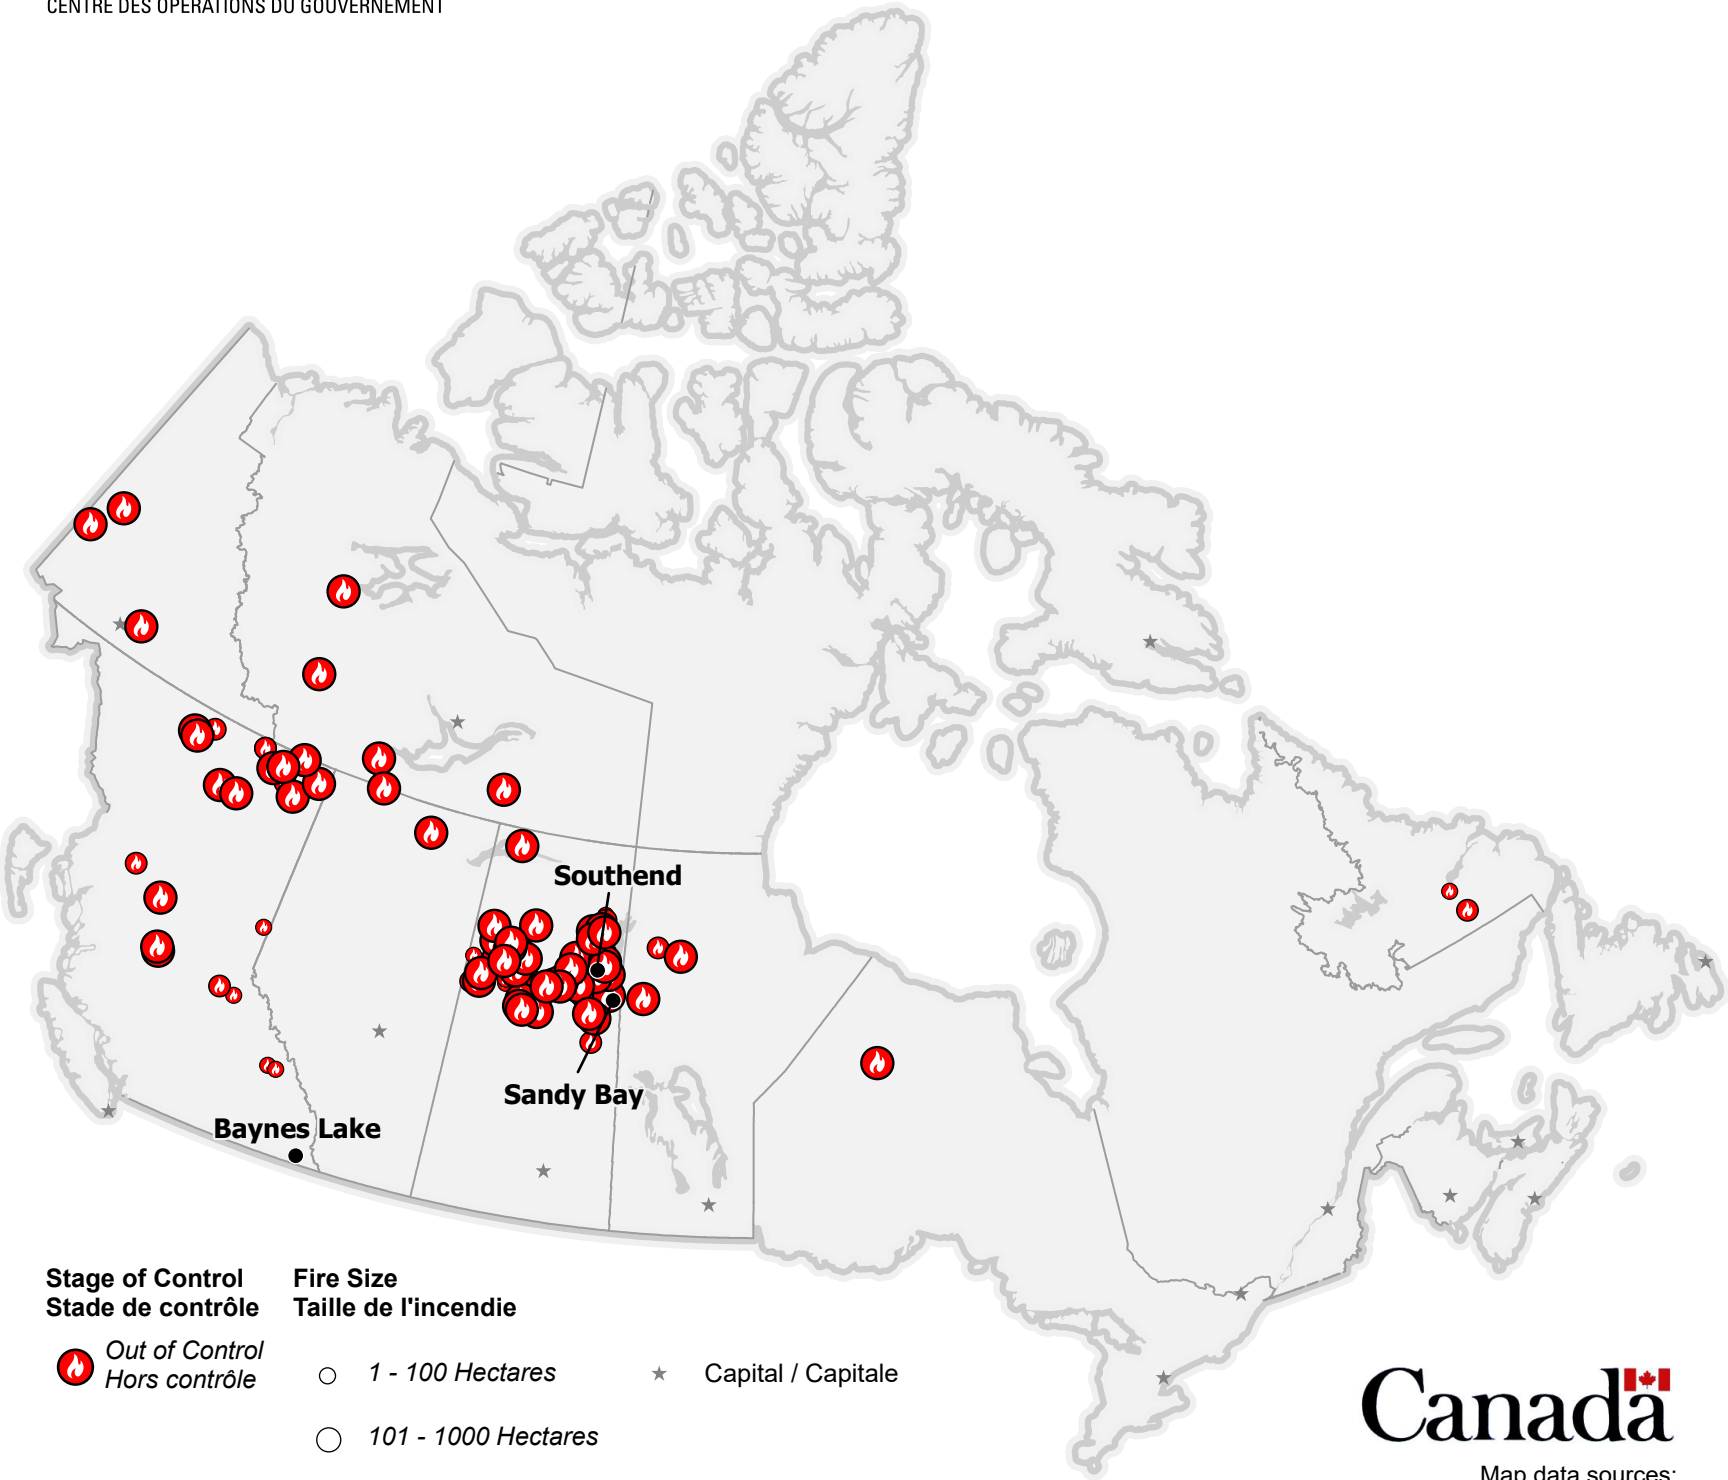 CENTRE DES OPÉRATIONS DU GOUVERNEMENT
Southend
Sandy Bay
Baynes Lake
Stage of Control
Stade de contrôle
Out of Control
Hors contrôle
Fire Size
Taille de l'incendie
1 - 100 Hectares
101 - 1000 Hectares
Capital / Capitale
Canada
Map data sources: